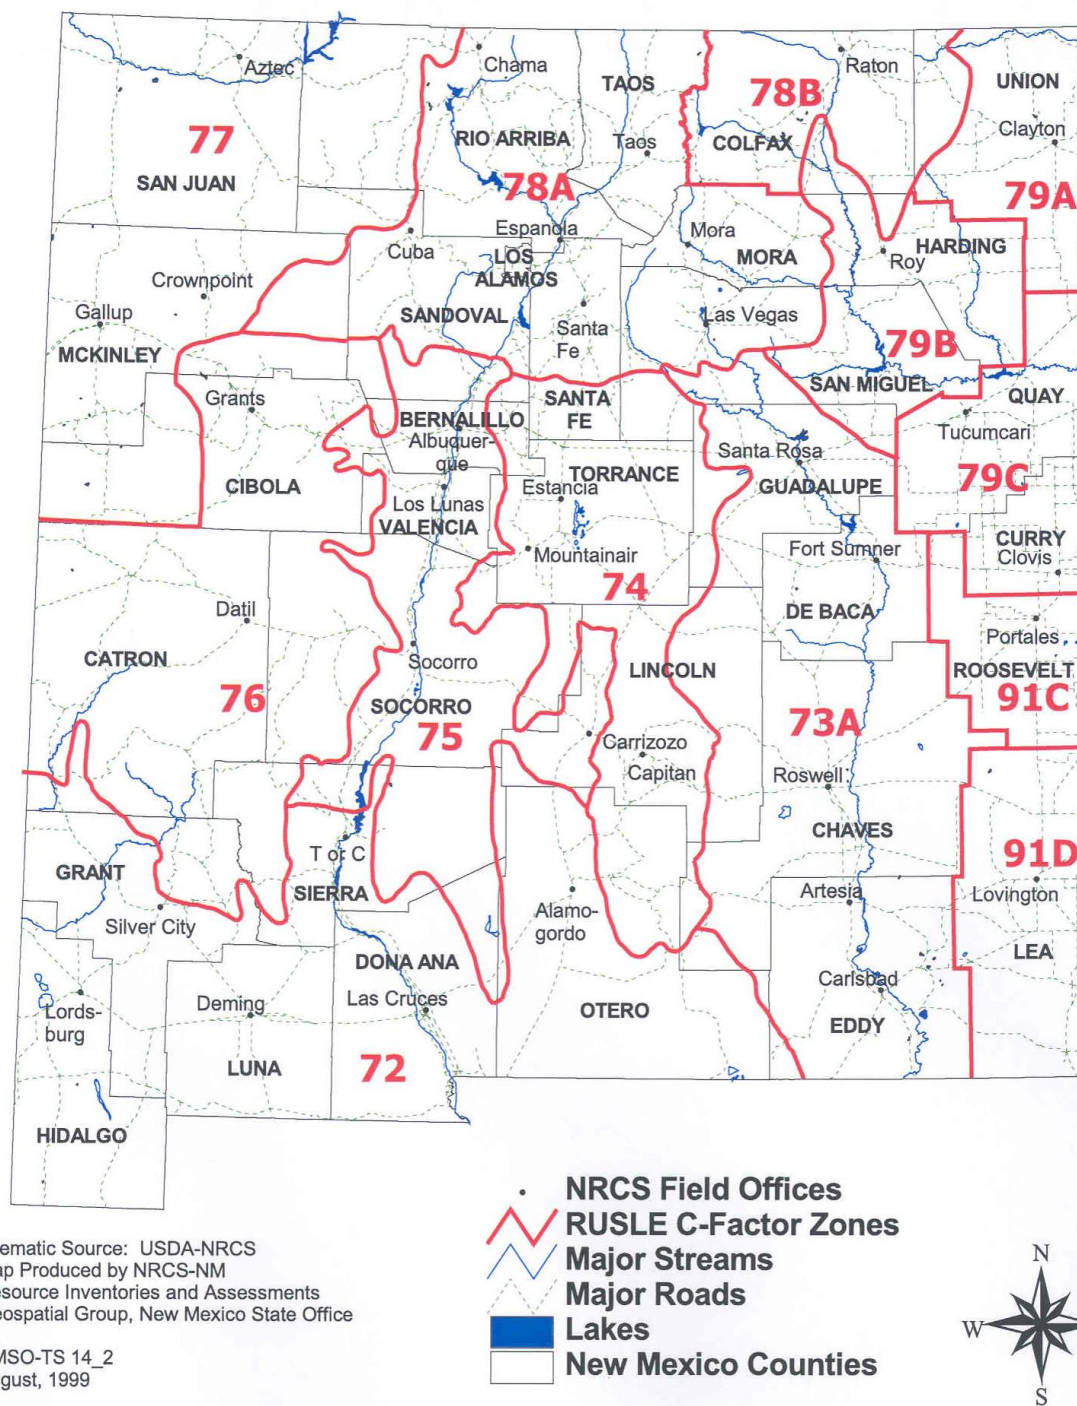 Aztec
Chama
Raton
TAOS
UNION
78B
Clayton
77
RIO ARRIBA
Taos
COLFAX
SAN JUAN
78A
79A
Espanola
Mora
Cuba
HARDING
LOS
ALAMOS
MORA
Roy
Crownpoint
Gallup
SANDOVAL
Santa
Fe
Las Vegas
79B
MCKINLEY
SAN MIGUEL
Grants
SANTA
FE
QUAY
BERNALILLO
Albuquer-
que
Tucumcari
Santa Rosa
TORRANCE
79C
CIBOLA
Estancia
GUADALUPE
Los Lunas
VALENCIA
CURRY
Clovis
Mountainair
Fort Sumner
74
Datil
DE BACA
Portales
CATRON
Socorro
LINCOLN
ROOSEVELT
76
SOCORRO
91C
75
73A
Carrizozo
Capitan
Roswell
CHAVES
T or C
91D
GRANT
SIERRA
Artesia
Lovington
Silver City
Alamo-
gordo
LEA
DONA ANA
Lords-
burg
Deming
Las Cruces
Carlsbad
OTERO
EDDY
LUNA
72
HIDALGO
NRCS Field Offices
RUSLE C-Factor Zones
Major Streams
Major Roads
Lakes
New Mexico Counties
ematic Source: USDA-NRCS
ap Produced by NRCS-NM
esource Inventories and Assessments
eospatial Group, New Mexico State Office
MSO-TS 14_2
gust, 1999
N
W
S